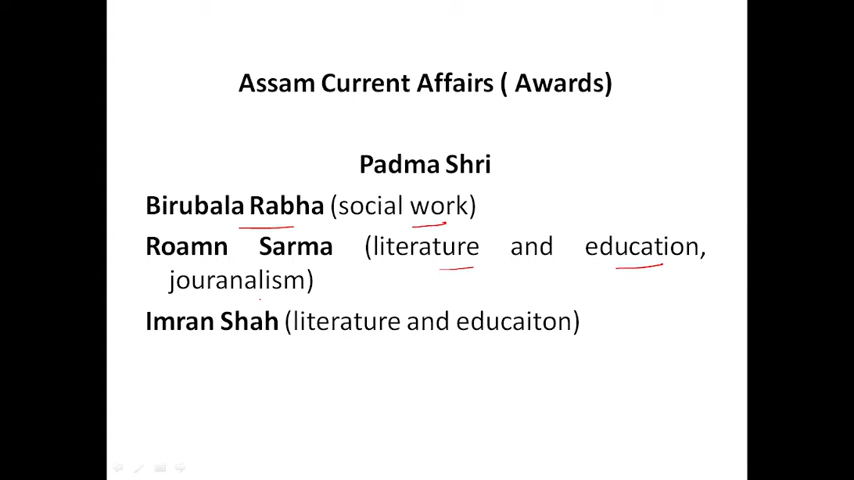 Assam Current Affairs ( Awards)
Padma Shri
Birubala Rabha (social work)
Roamn Sarma (literature and education,
jouranalism)
Imran Shah (literature and educaiton)